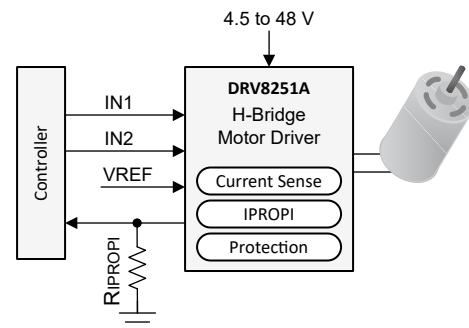 4.5 to 48 V
DRV8251A
H-Bridge
Motor Driver
Controller
IN1
IN2
VREF
Current Sense
IPROPI
Protection
RIPROPI